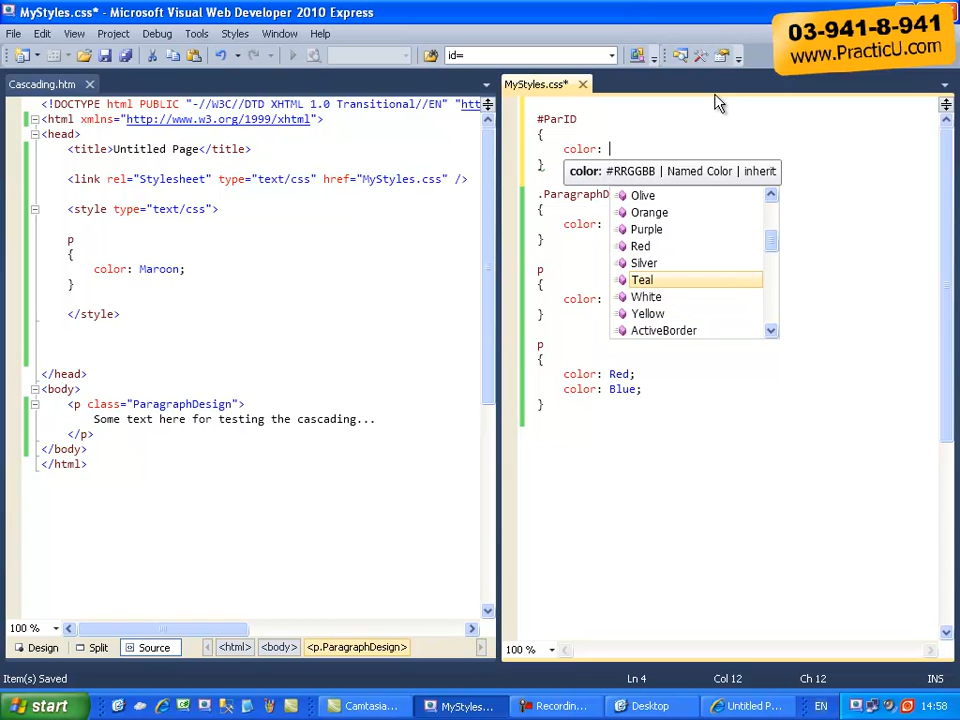 MyStyles.css* - Microsoft Visual Web Developer 2010 Express
03-941-8-941
www.PracticU.com
File Edit View Project Debug Tools Styles Window Help
id=
Cascading.htm
<!DOCTYPE html PUBLIC "-//W3C//DTD XHTML 1.0 Transitional//EN" "htt
<html xmlns="http://www.w3.org/1999/xhtml">
<head>
<title>Untitled Page</title>
<link rel="Stylesheet" type="text/css" href="MyStyles.css" />
<style type="text/css">
p
{
color: Maroon;
}
</style>
</head>
<body>
<p class="ParagraphDesign">
Some text here for testing the cascading...
</p>
</body>
</html>
100 %
Design Split Source <html> <body> <p.ParagraphDesign>
MyStyles.css*
#ParID
{
color:
}
color: #RRGGBB | Named Color | inherit
.ParagraphD
{
color:
}
p
{
color:
}
p
{
color: Red;
color: Blue;
}
Olive
Orange
Purple
Red
Silver
Teal
White
Yellow
ActiveBorder
100 %
Item(s) Saved Ln 4 Col 12 Ch 12 INS
start Camtasia... MyStyles... Recordin... Desktop Untitled P... EN 14:58